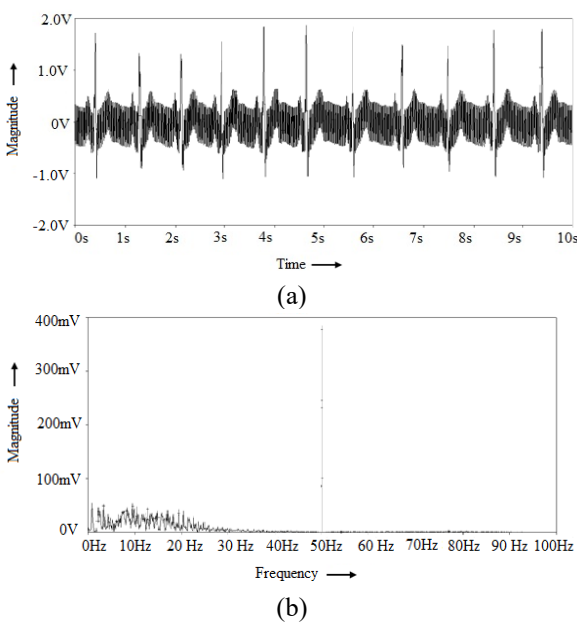 2.0V
1.0V
0V
-1.0V
-2.0V
Magnitude
0s 1s 2s 3s 4s 5s 6s 7s 8s 9s 10s
Time
(a)
400mV
300mV
200mV
100mV
0V
Magnitude
0Hz 10Hz 20 Hz 30 Hz 40Hz 50Hz 60 Hz 70Hz 80Hz 90 Hz 100Hz
Frequency
(b)